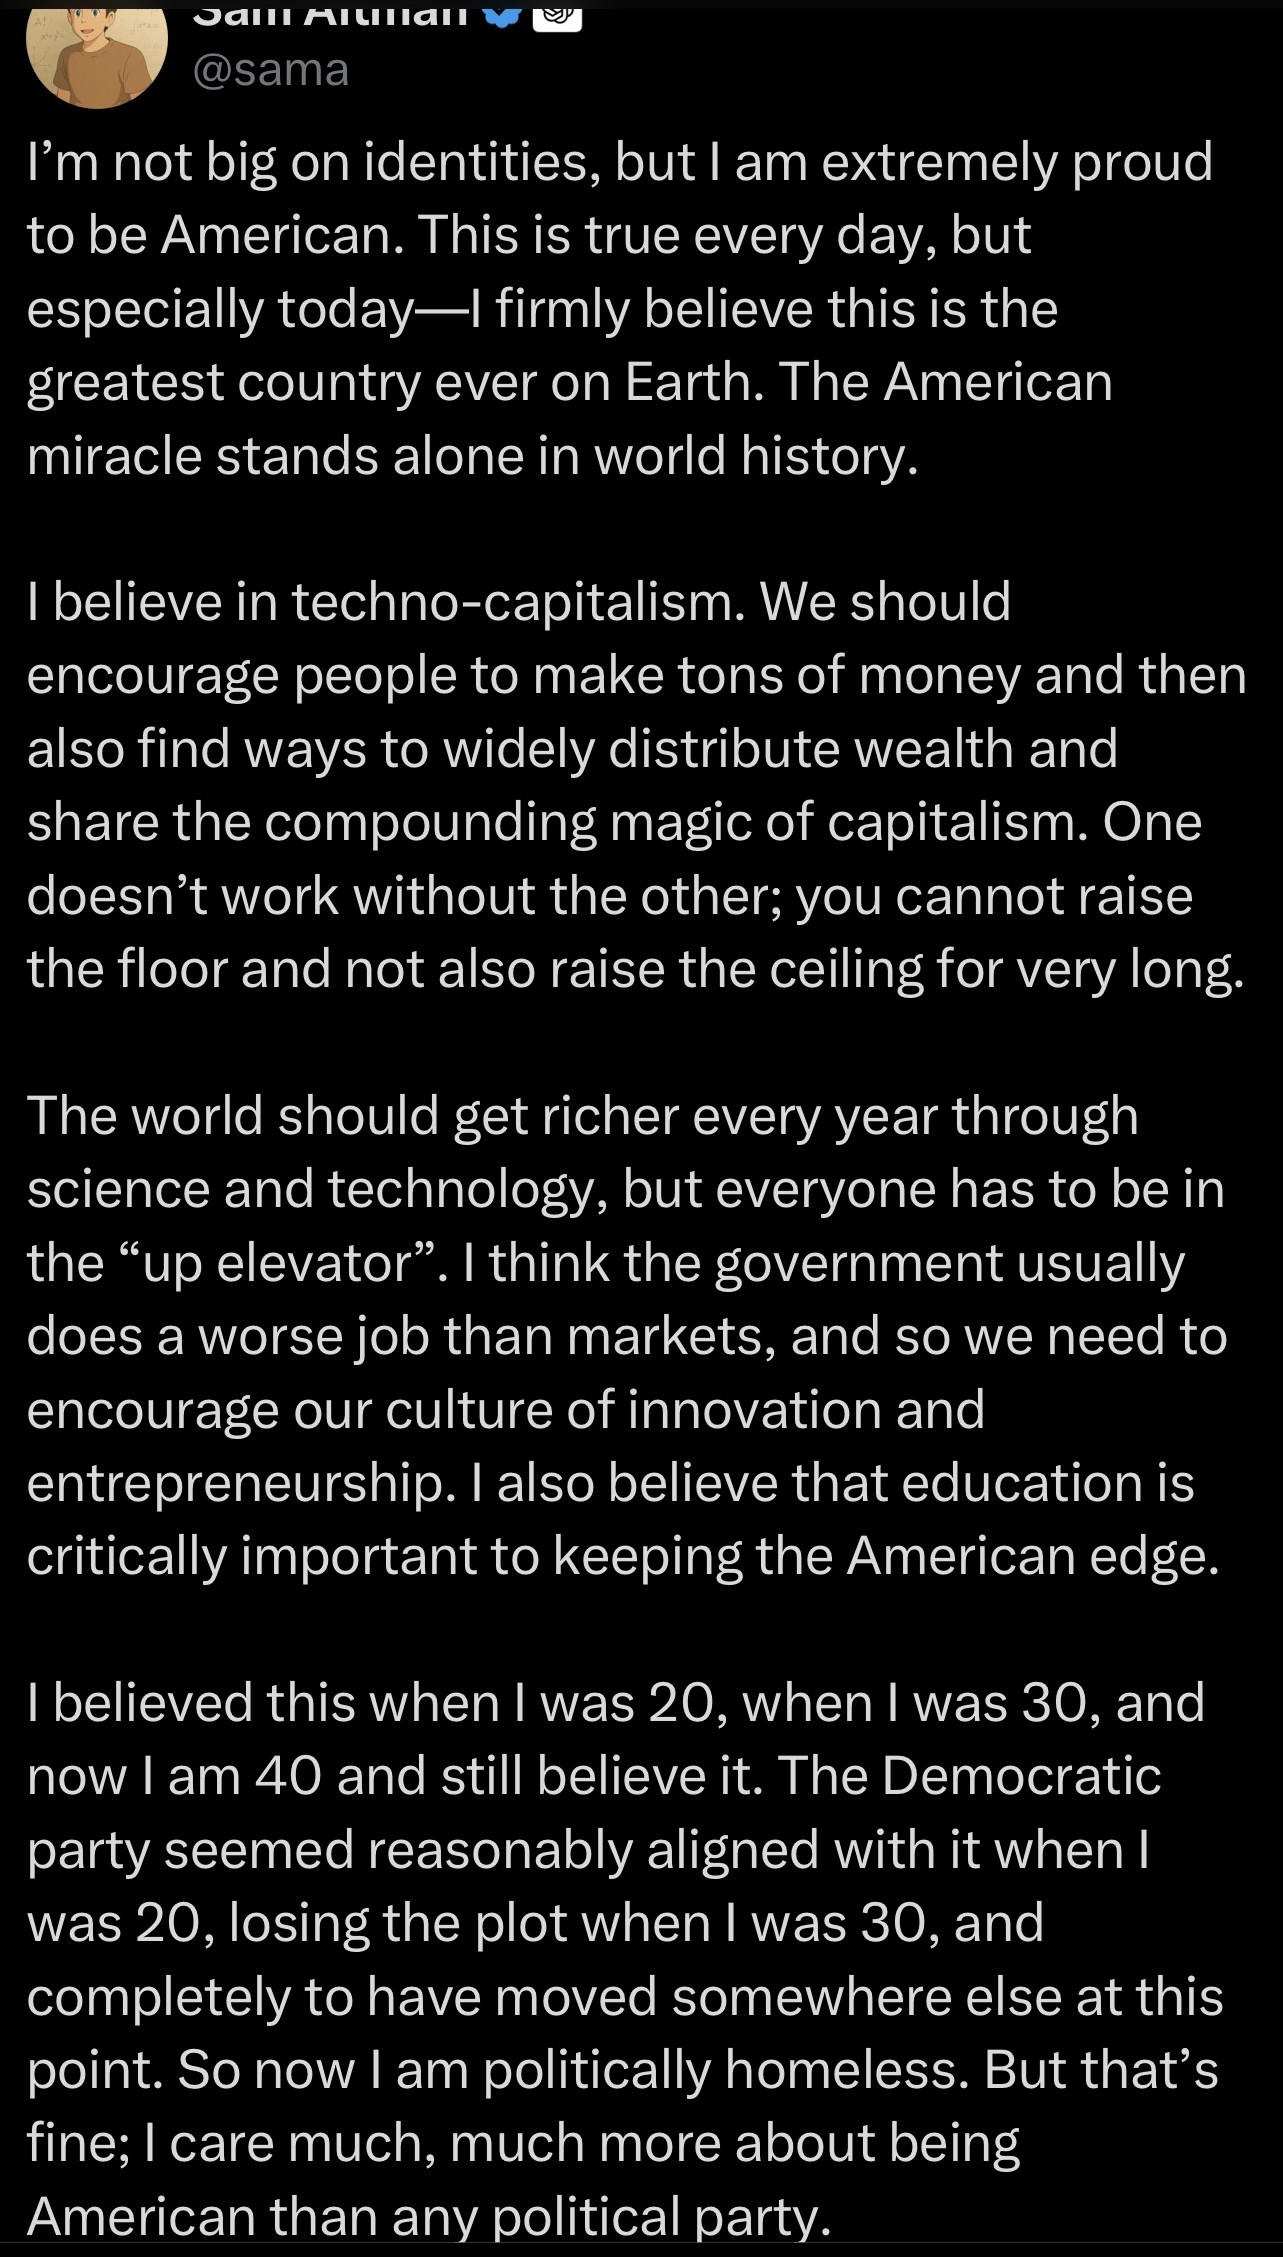 Sam Altman
@sama
I’m not big on identities, but I am extremely proud
to be American. This is true every day, but
especially today—I firmly believe this is the
greatest country ever on Earth. The American
miracle stands alone in world history.
I believe in techno-capitalism. We should
encourage people to make tons of money and then
also find ways to widely distribute wealth and
share the compounding magic of capitalism. One
doesn’t work without the other; you cannot raise
the floor and not also raise the ceiling for very long.
The world should get richer every year through
science and technology, but everyone has to be in
the “up elevator”. I think the government usually
does a worse job than markets, and so we need to
encourage our culture of innovation and
entrepreneurship. I also believe that education is
critically important to keeping the American edge.
I believed this when I was 20, when I was 30, and
now I am 40 and still believe it. The Democratic
party seemed reasonably aligned with it when I
was 20, losing the plot when I was 30, and
completely to have moved somewhere else at this
point. So now I am politically homeless. But that’s
fine; I care much, much more about being
American than any political party.